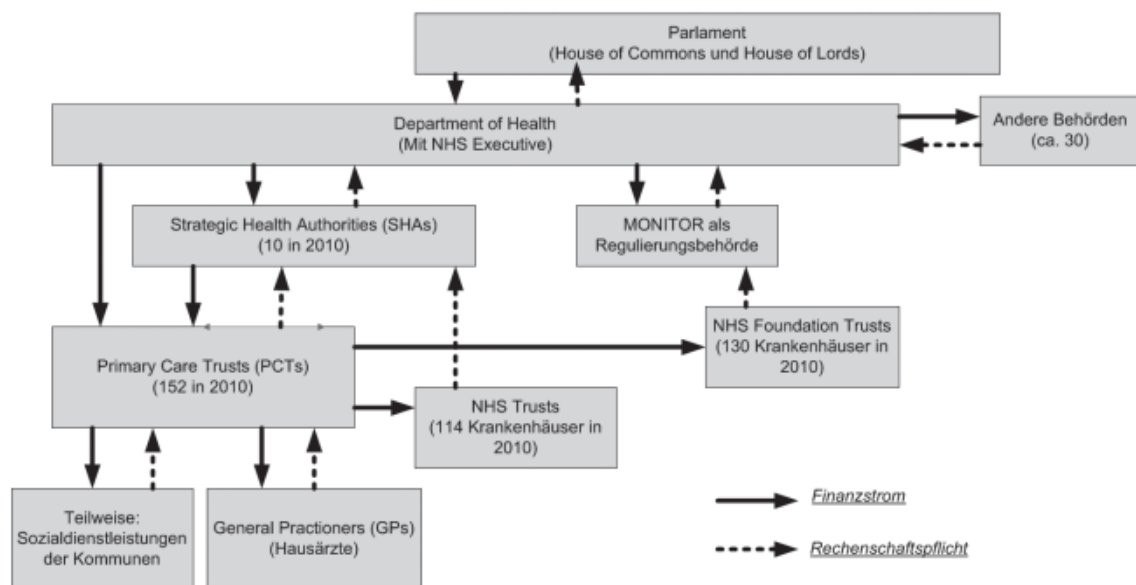 Parlament
(House of Commons und House of Lords)
Department of Health
(Mit NHS Executive)
Andere Behörden
(ca. 30)
Strategic Health Authorities (SHAs)
(10 in 2010)
MONITOR als
Regulierungsbehörde
NHS Foundation Trusts
(130 Krankenhäuser in
2010)
Primary Care Trusts (PCTs)
(152 in 2010)
NHS Trusts
(114 Krankenhäuser in
2010)
Teilweise:
Sozialdienstleistungen
der Kommunen
General Practioners (GPs)
(Hausärzte)
Finanzstrom
Rechenschaftspflicht